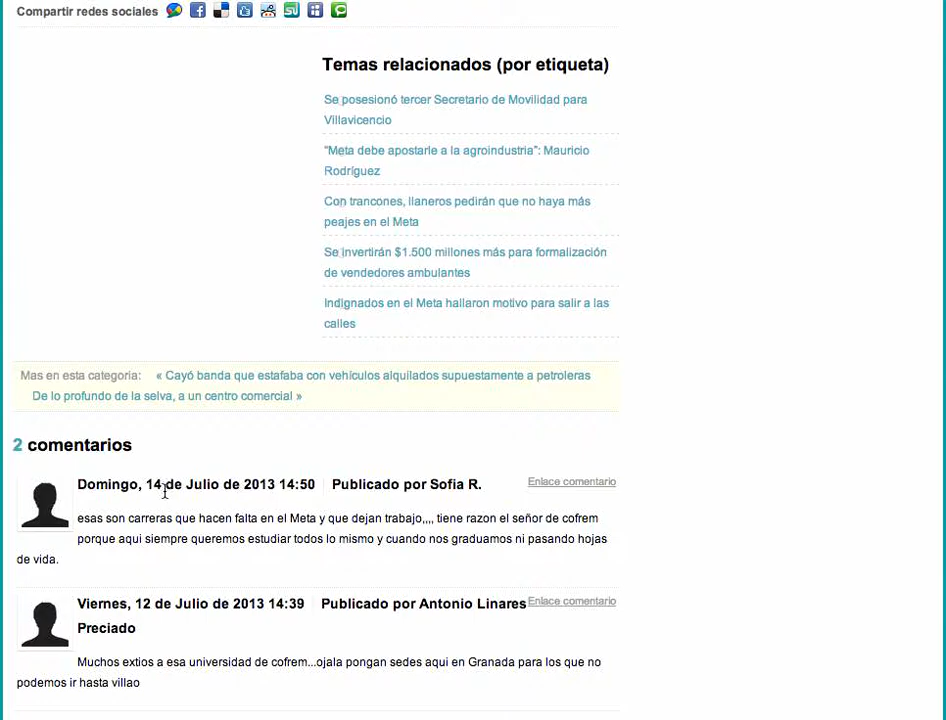 Compartir redes sociales
Temas relacionados (por etiqueta)
Se posesionó tercer Secretario de Movilidad para
Villavicencio
“Meta debe apostarle a la agroindustria”: Mauricio
Rodríguez
Con trancones, llaneros pedirán que no haya más
peajes en el Meta
Se invertirán $1.500 millones más para formalización
de vendedores ambulantes
Indignados en el Meta hallaron motivo para salir a las
calles
Mas en esta categoria: « Cayó banda que estafaba con vehículos alquilados supuestamente a petroleras
De lo profundo de la selva, a un centro comercial »
2 comentarios
Domingo, 14 de Julio de 2013 14:50 Publicado por Sofia R. Enlace comentario
esas son carreras que hacen falta en el Meta y que dejan trabajo,,,, tiene razon el señor de cofrem
porque aqui siempre queremos estudiar todos lo mismo y cuando nos graduamos ni pasando hojas
de vida.
Viernes, 12 de Julio de 2013 14:39 Publicado por Antonio Linares Enlace comentario
Preciado
Muchos extios a esa universidad de cofrem...ojala pongan sedes aqui en Granada para los que no
podemos ir hasta villao